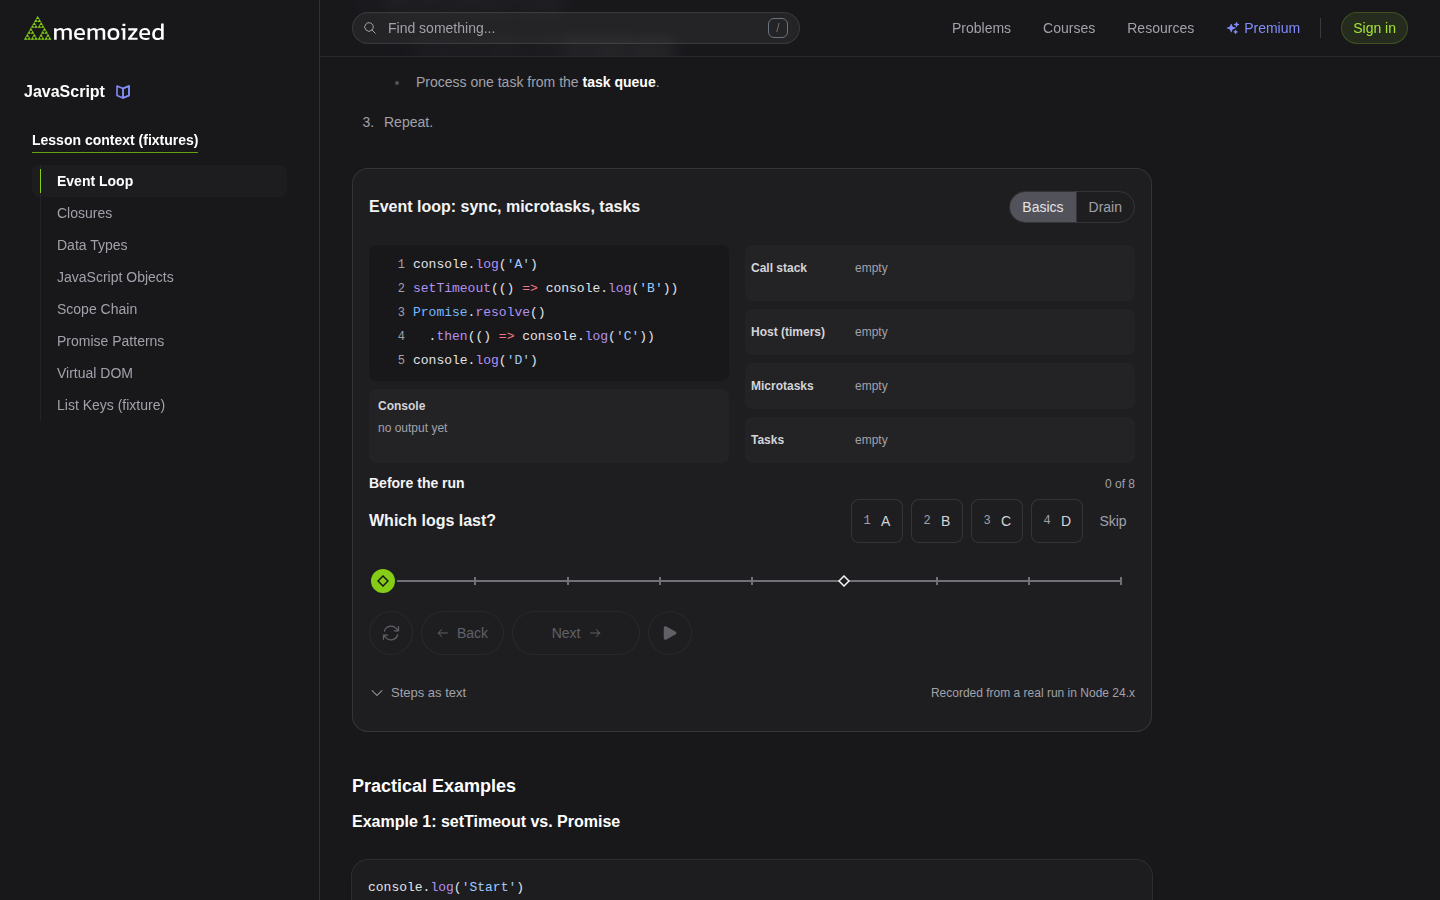 memoized
Find something...
/
Problems
Courses
Resources
Premium
Sign in
JavaScript
Lesson context (fixtures)
Event Loop
Closures
Data Types
JavaScript Objects
Scope Chain
Promise Patterns
Virtual DOM
List Keys (fixture)
• Process one task from the task queue.
3. Repeat.
Event loop: sync, microtasks, tasks
Basics
Drain
1 console.log('A')
2 setTimeout(() => console.log('B'))
3 Promise.resolve()
4 .then(() => console.log('C'))
5 console.log('D')
Console
no output yet
Call stack empty
Host (timers) empty
Microtasks empty
Tasks empty
Before the run
0 of 8
Which logs last?
1 A
2 B
3 C
4 D
Skip
Back
Next
Steps as text
Recorded from a real run in Node 24.x
Practical Examples
Example 1: setTimeout vs. Promise
console.log('Start')